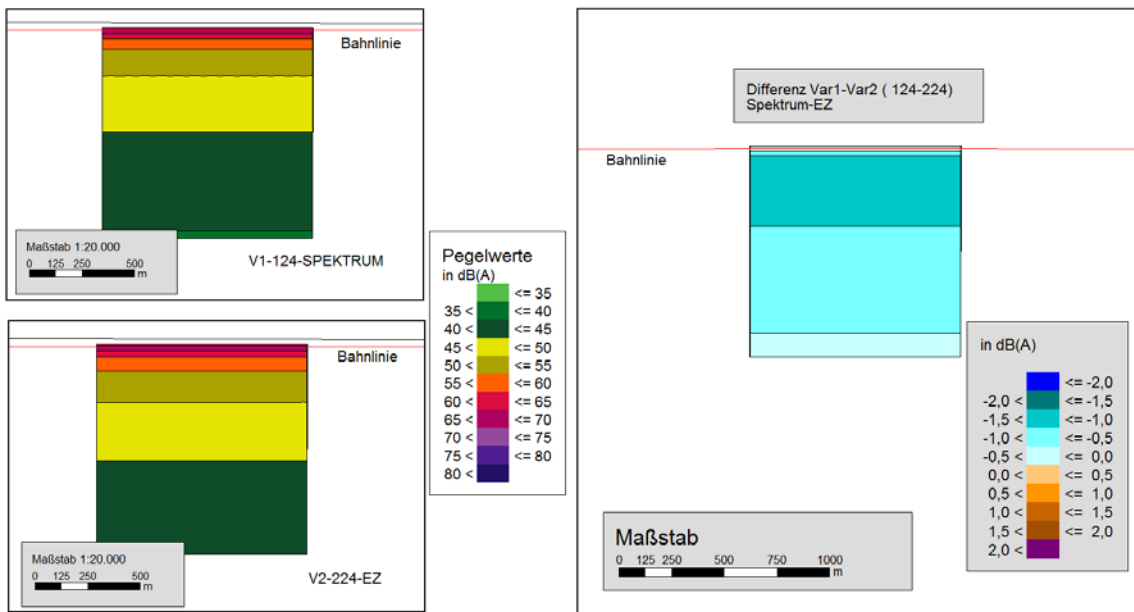 Bahnlinie
Maßstab 1:20.000
0 125 250 500
m
V1-124-SPEKTRUM
Bahnlinie
Maßstab 1:20.000
0 125 250 500
m
V2-224-EZ
Pegelwerte
in dB(A)
<= 35
35 < <= 40
40 < <= 45
45 < <= 50
50 < <= 55
55 < <= 60
60 < <= 65
65 < <= 70
70 < <= 75
75 < <= 80
80 <
Differenz Var1-Var2 ( 124-224)
Spektrum-EZ
Bahnlinie
in dB(A)
<= -2,0
-2,0 < <= -1,5
-1,5 < <= -1,0
-1,0 < <= -0,5
-0,5 < <= 0,0
0,0 < <= 0,5
0,5 < <= 1,0
1,0 < <= 1,5
1,5 < <= 2,0
2,0 <
Maßstab
0 125 250 500 750 1000
m